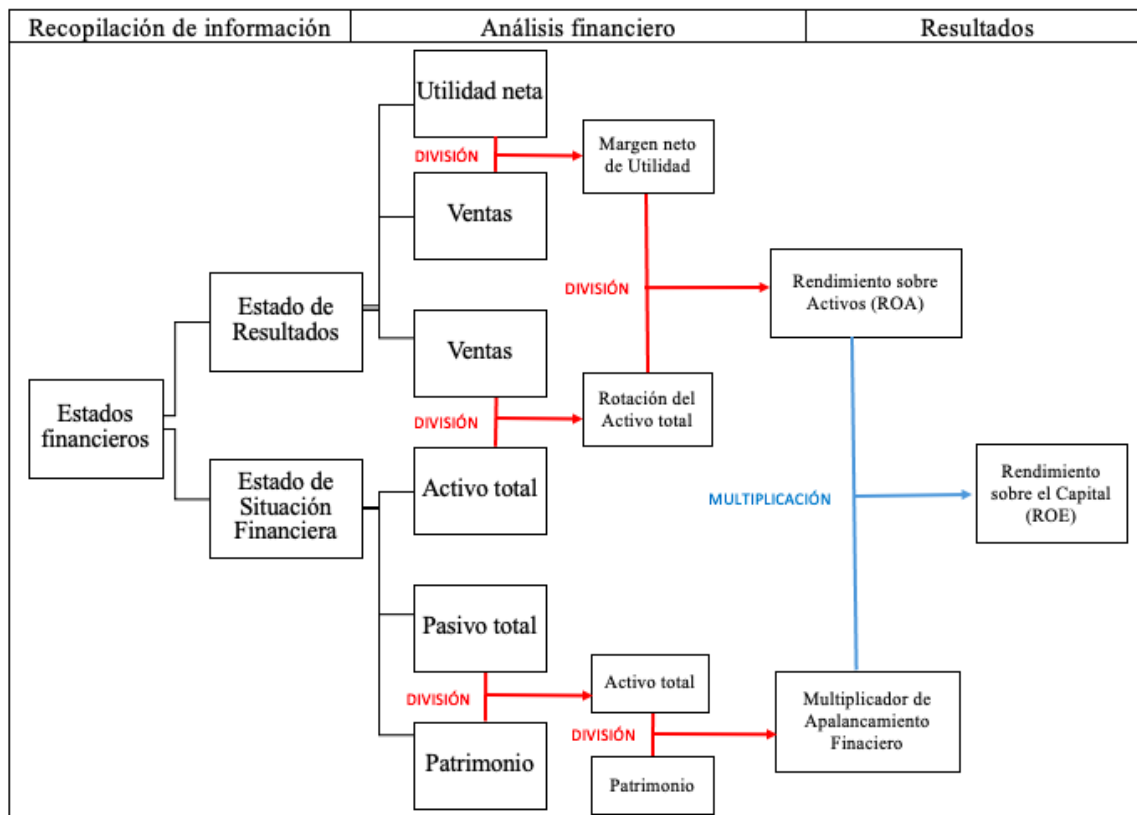 Recopilación de información
Análisis financiero
Resultados
Utilidad neta
DIVISIÓN
Margen neto
de Utilidad
Ventas
Estado de
Resultados
DIVISIÓN
Rendimiento sobre
Activos (ROA)
Ventas
Estados
financieros
DIVISIÓN
Rotación del
Activo total
Estado de
Situación
Financiera
Activo total
MULTIPLICACIÓN
Rendimiento
sobre el Capital
(ROE)
Pasivo total
DIVISIÓN
Activo total
DIVISIÓN
Multiplicador de
Apalancamiento
Finaciero
Patrimonio
Patrimonio